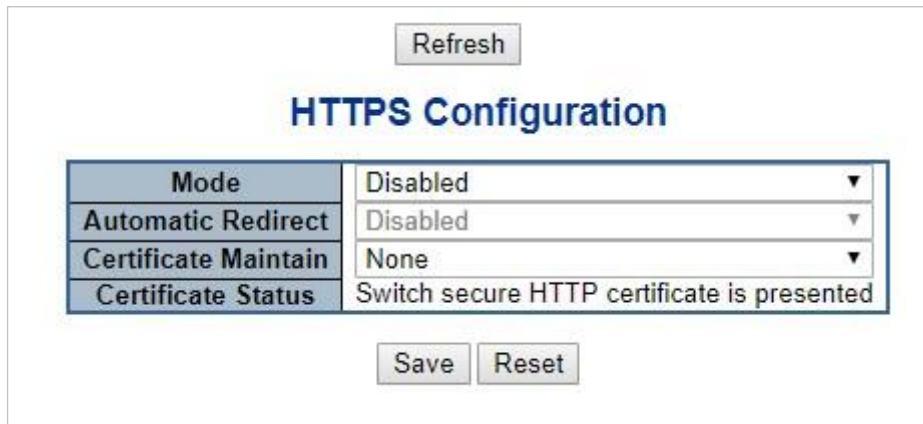 Refresh
HTTPS Configuration
Mode Disabled
Automatic Redirect Disabled
Certificate Maintain None
Certificate Status Switch secure HTTP certificate is presented
Save Reset